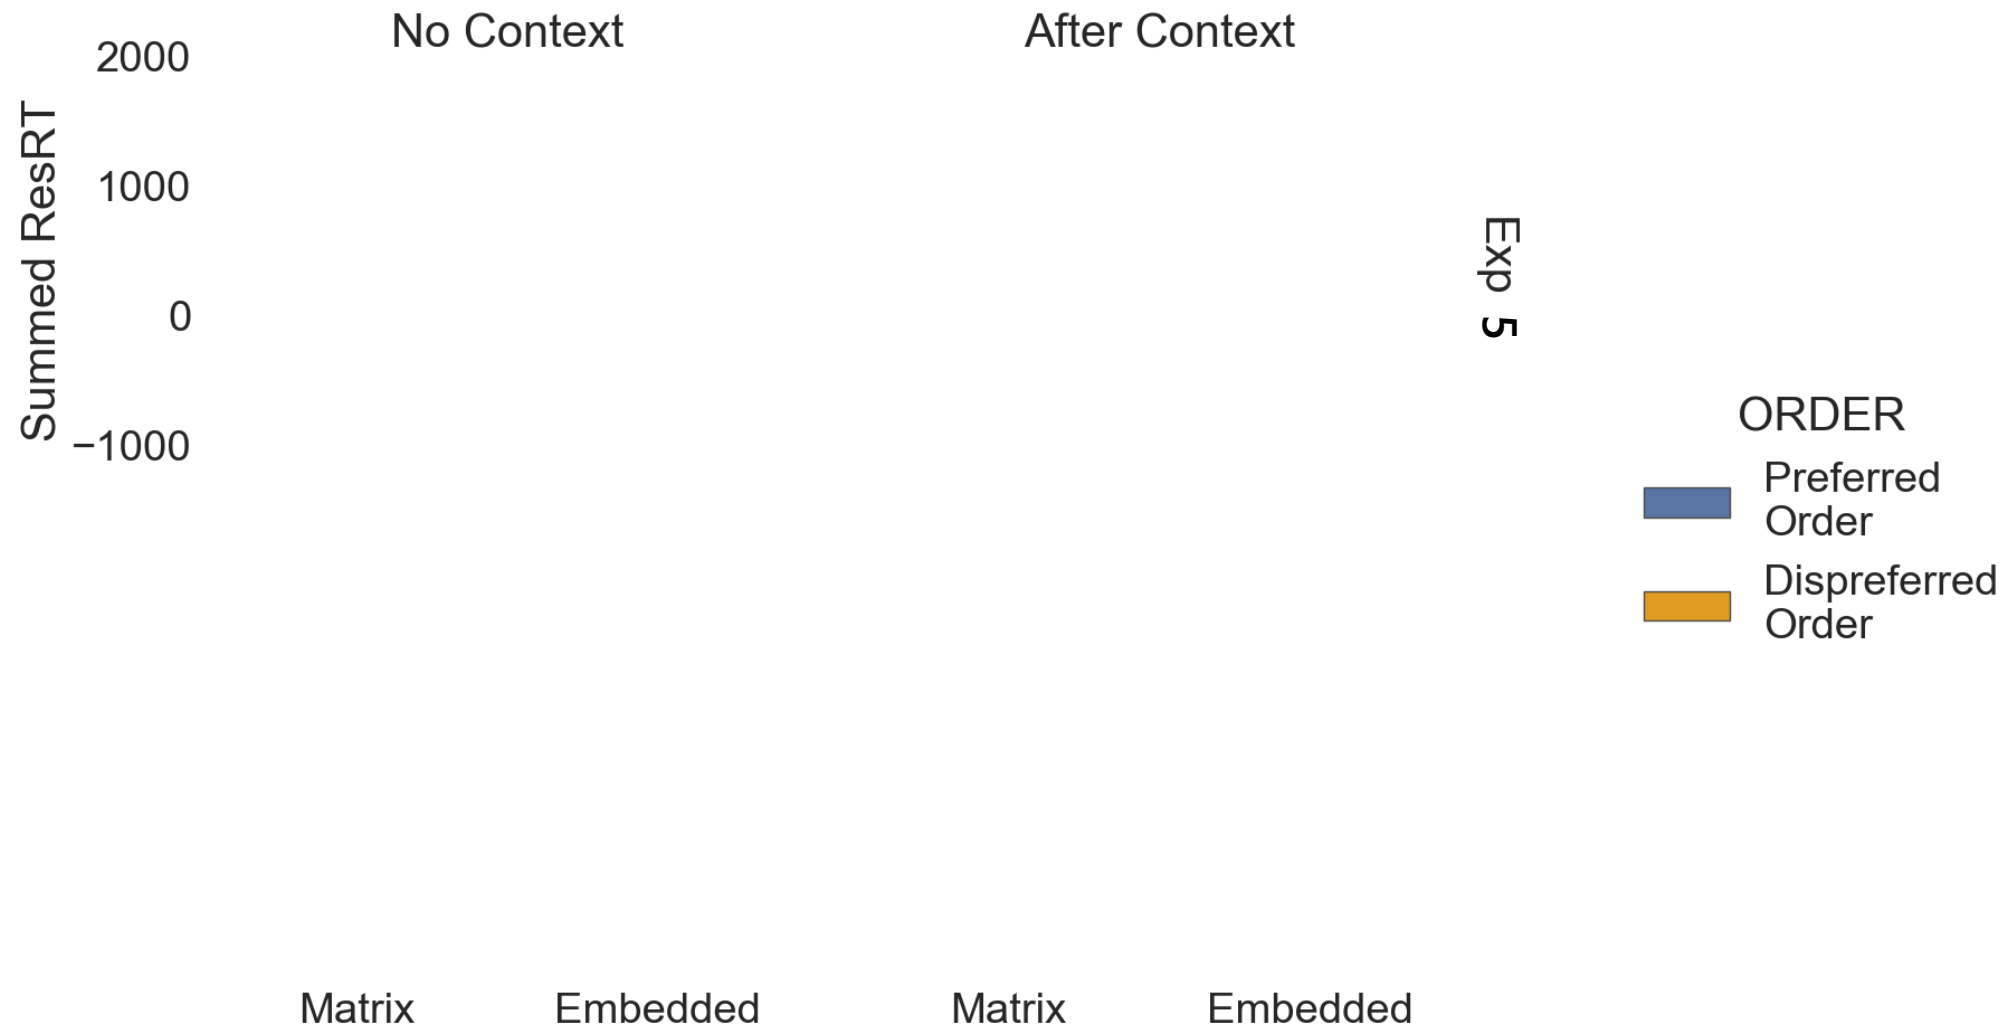 No Context
After Context
2000
1000
0
−1000
Summed ResRT
Exp 5
ORDER
Preferred
Order
Dispreferred
Order
Matrix
Embedded
Matrix
Embedded